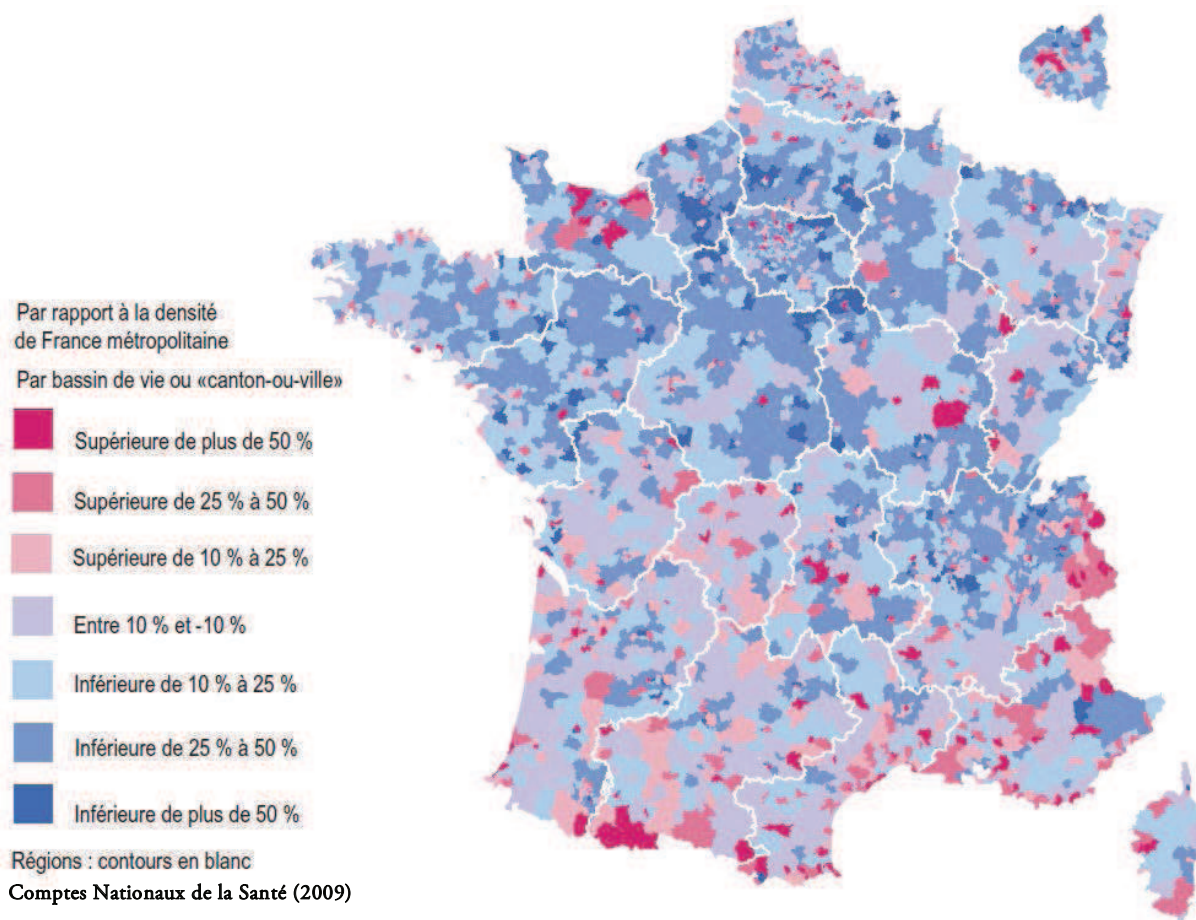 Par rapport à la densité
de France métropolitaine
Par bassin de vie ou «canton-ou-ville»
Supérieure de plus de 50 %
Supérieure de 25 % à 50 %
Supérieure de 10 % à 25 %
Entre 10 % et -10 %
Inférieure de 10 % à 25 %
Inférieure de 25 % à 50 %
Inférieure de plus de 50 %
Régions : contours en blanc
Comptes Nationaux de la Santé (2009)